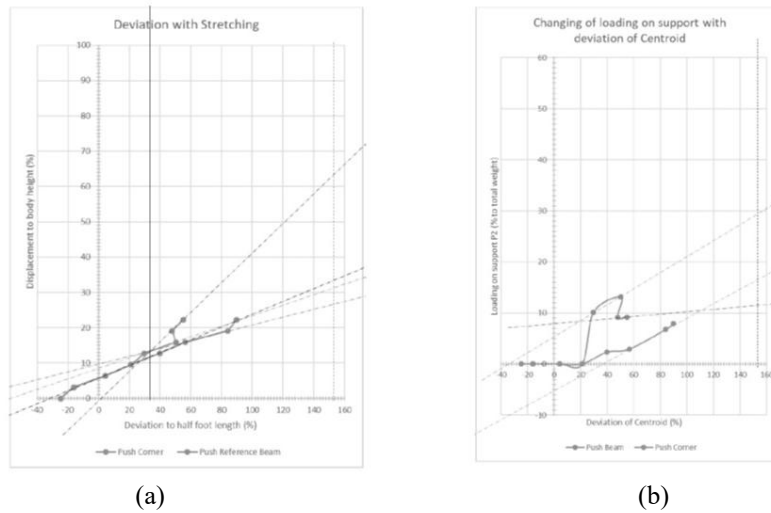 Deviation with Stretching
100
90
80
70
60
50
40
30
20
10
0
-40 -20 0 20 40 60 80 100 120 140 160
Displacement to body height (%)
Deviation to half foot length (%)
Push Corner Push Reference Beam
(a)
Changing of loading on support with
deviation of Centroid
60
50
40
30
20
10
0
-10
-40 -20 0 20 40 60 80 100 120 140 160
Loading on support P2 (% to total weight)
Deviation of Centroid (%)
Push Beam Push Corner
(b)